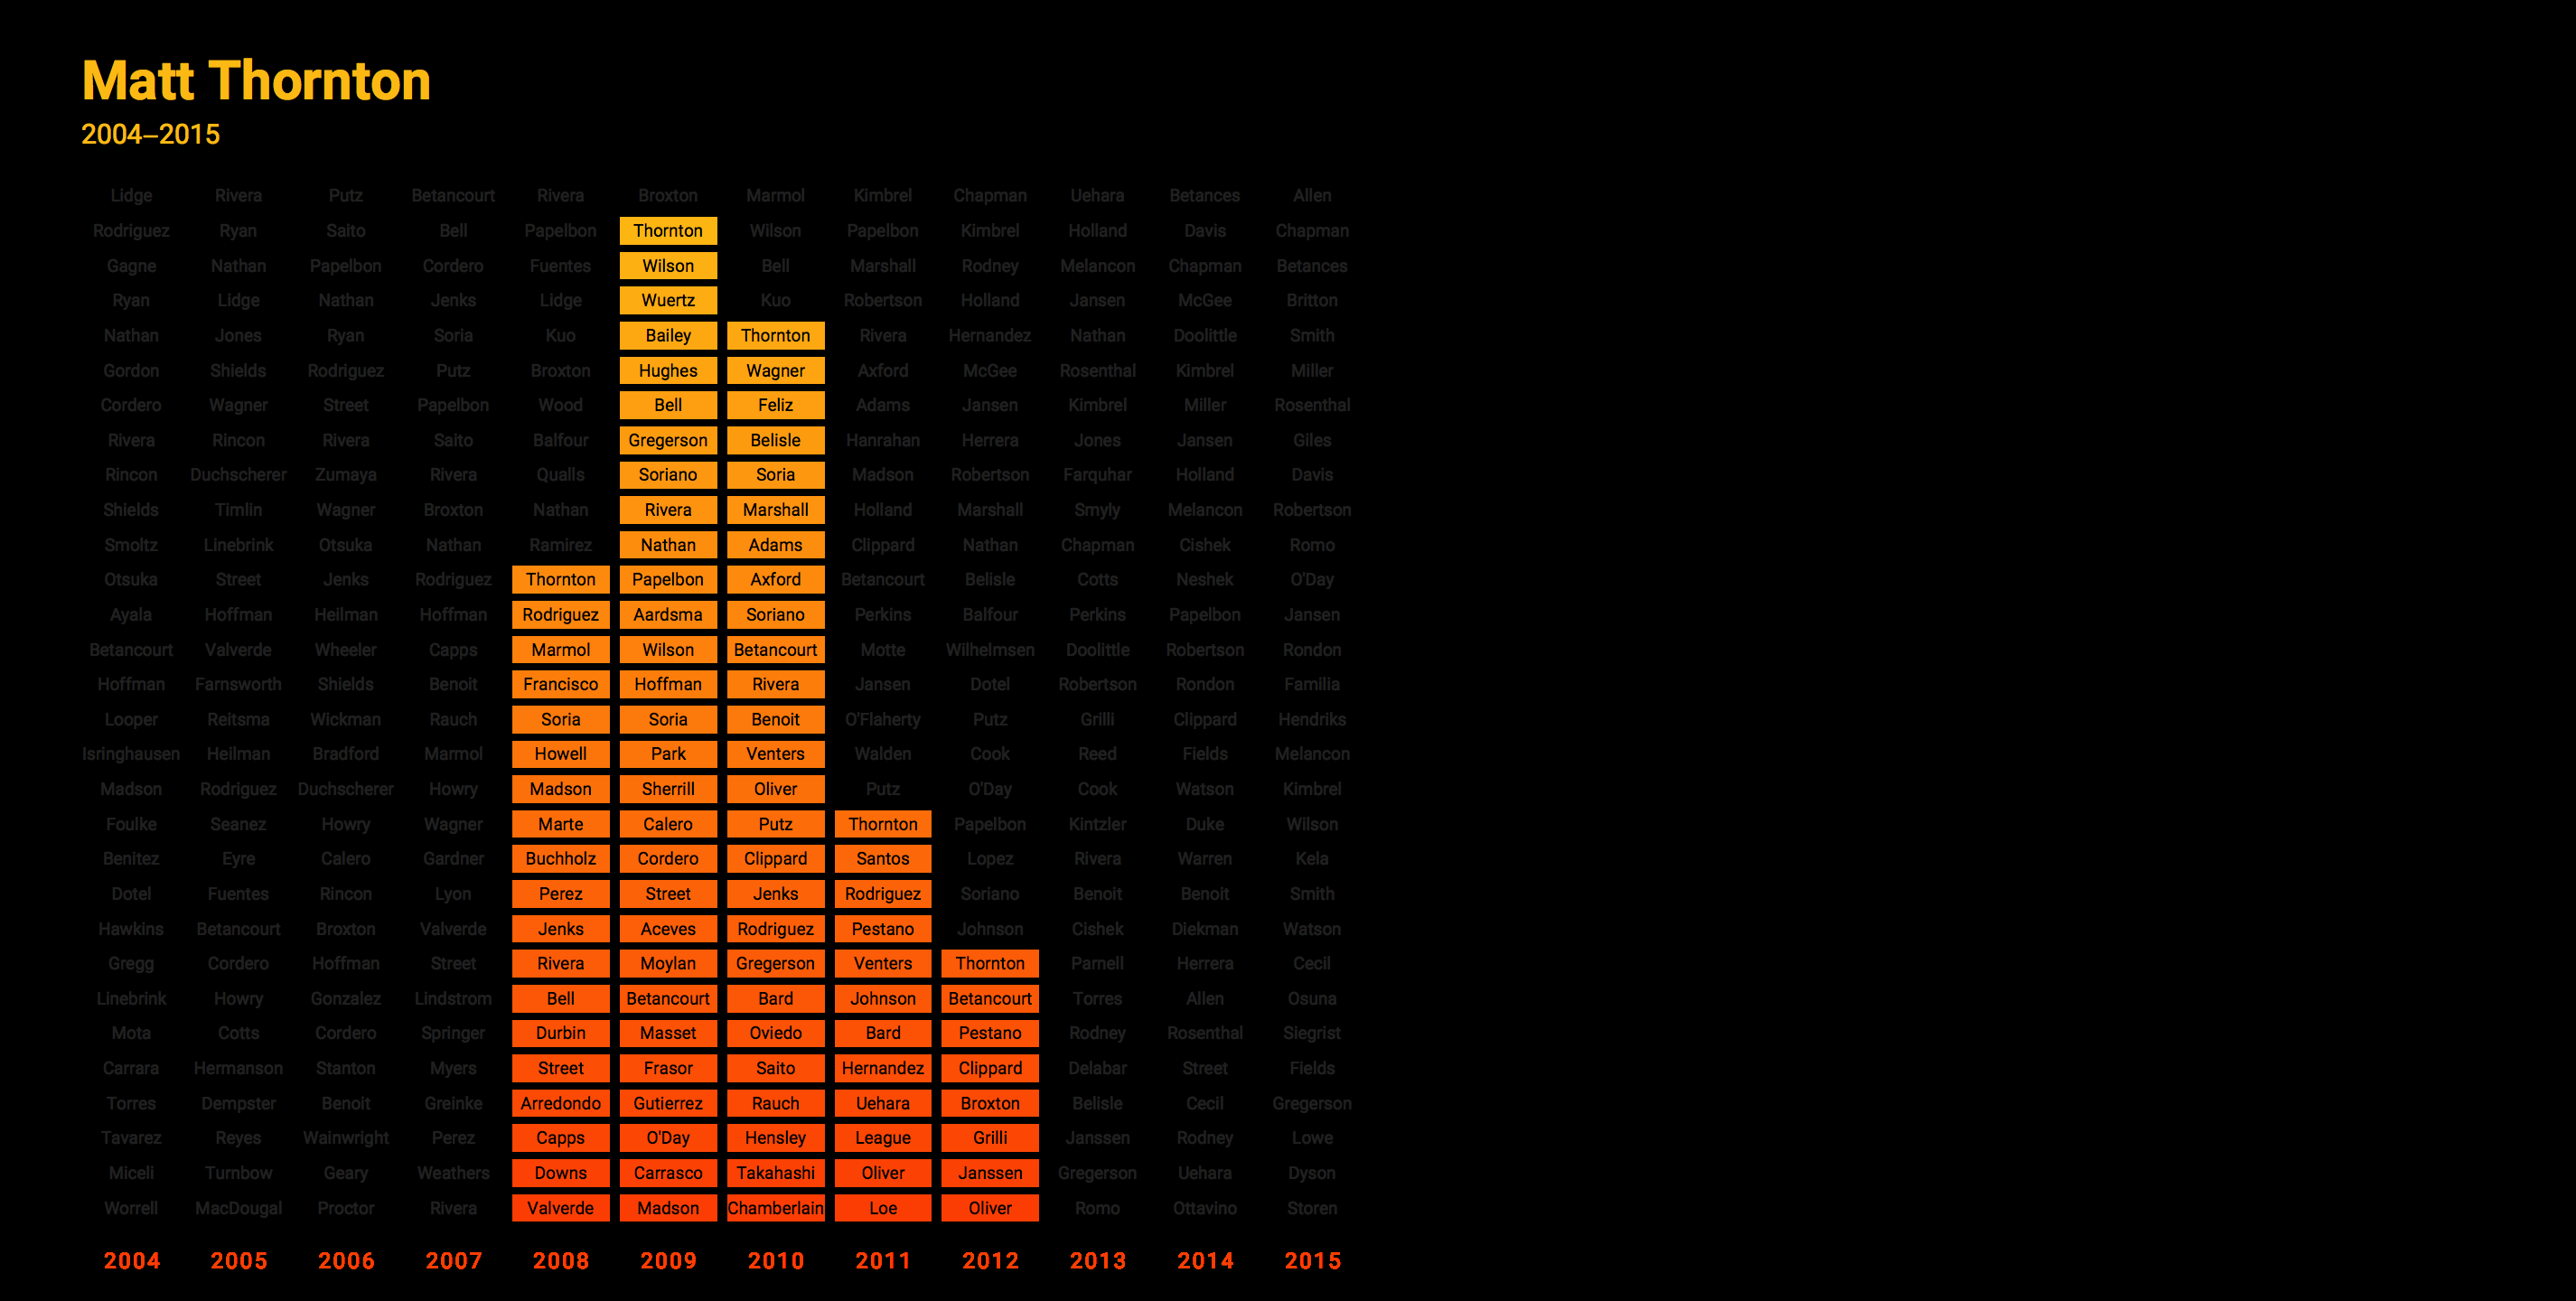 Matt Thornton
2004–2015
Lidge Rivera Putz Betancourt Rivera Broxton Marmol Kimbrel Chapman Uehara Betances Allen
Rodriguez Ryan Saito Bell Papelbon Thornton Wilson Papelbon Kimbrel Holland Davis Chapman
Gagne Nathan Papelbon Cordero Fuentes Wilson Bell Marshall Rodney Melancon Chapman Betances
Ryan Lidge Nathan Jenks Lidge Wuertz Kuo Robertson Holland Jansen McGee Britton
Nathan Jones Ryan Soria Kuo Bailey Thornton Rivera Hernandez Nathan Doolittle Smith
Gordon Shields Rodriguez Putz Broxton Hughes Wagner Axford McGee Rosenthal Kimbrel Miller
Cordero Wagner Street Papelbon Wood Bell Feliz Adams Jansen Kimbrel Miller Rosenthal
Rivera Rincon Rivera Saito Balfour Gregerson Belisle Hanrahan Herrera Jones Jansen Giles
Rincon Duchscherer Zumaya Rivera Qualls Soriano Soria Madson Robertson Farquhar Holland Davis
Shields Timlin Wagner Broxton Nathan Rivera Marshall Holland Marshall Smyly Melancon Robertson
Smoltz Linebrink Otsuka Nathan Ramirez Nathan Adams Clippard Nathan Chapman Cishek Romo
Otsuka Street Jenks Rodriguez Thornton Papelbon Axford Betancourt Belisle Cotts Neshek O'Day
Ayala Hoffman Heilman Hoffman Rodriguez Aardsma Soriano Perkins Balfour Perkins Papelbon Jansen
Betancourt Valverde Wheeler Capps Marmol Wilson Betancourt Motte Wilhelmsen Doolittle Robertson Rondon
Hoffman Farnsworth Shields Benoit Francisco Hoffman Rivera Jansen Dotel Robertson Rondon Familia
Looper Reitsma Wickman Rauch Soria Soria Benoit O'Flaherty Putz Grilli Clippard Hendriks
Isringhausen Heilman Bradford Marmol Howell Park Venters Walden Cook Reed Fields Melancon
Madson Rodriguez Duchscherer Howry Madson Sherrill Oliver Putz O'Day Cook Watson Kimbrel
Foulke Seanez Howry Wagner Marte Calero Putz Thornton Papelbon Kintzler Duke Wilson
Benitez Eyre Calero Gardner Buchholz Cordero Clippard Santos Lopez Rivera Warren Kela
Dotel Fuentes Rincon Lyon Perez Street Jenks Rodriguez Soriano Benoit Benoit Smith
Hawkins Betancourt Broxton Valverde Jenks Aceves Rodriguez Pestano Johnson Cishek Diekman Watson
Gregg Cordero Hoffman Street Rivera Moylan Gregerson Venters Thornton Parnell Herrera Cecil
Linebrink Howry Gonzalez Lindstrom Bell Betancourt Bard Johnson Betancourt Torres Allen Osuna
Mota Cotts Cordero Springer Durbin Masset Oviedo Bard Pestano Rodney Rosenthal Siegrist
Carrara Hermanson Stanton Myers Street Frasor Saito Hernandez Clippard Delabar Street Fields
Torres Dempster Benoit Greinke Arredondo Gutierrez Rauch Uehara Broxton Belisle Cecil Gregerson
Tavarez Reyes Wainwright Perez Capps O'Day Hensley League Grilli Janssen Rodney Lowe
Miceli Turnbow Geary Weathers Downs Carrasco Takahashi Oliver Janssen Gregerson Uehara Dyson
Worrell MacDougal Proctor Rivera Valverde Madson Chamberlain Loe Oliver Romo Ottavino Storen
2004 2005 2006 2007 2008 2009 2010 2011 2012 2013 2014 2015